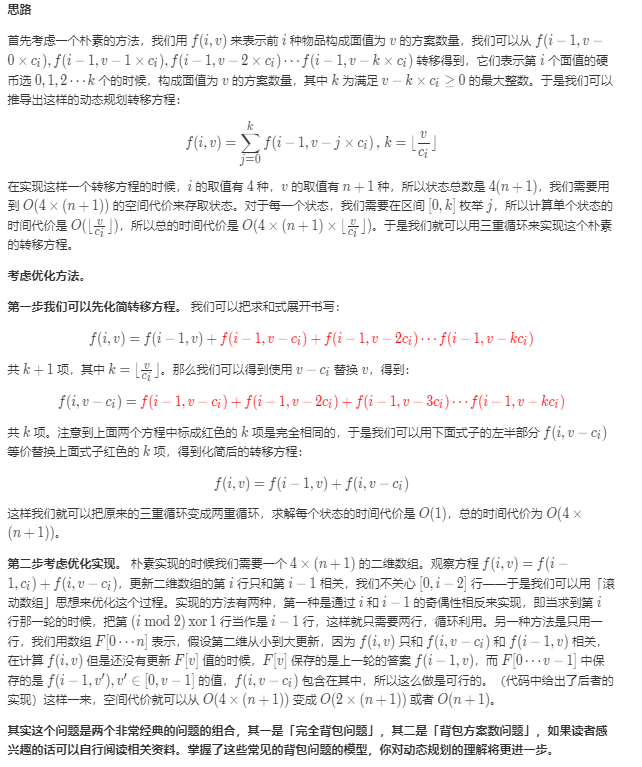 思路
首先考虑一个朴素的方法，我们用 f(i, v) 来表示前 i 种物品构成面值为 v 的方案数量，我们可以从 f(i − 1, v −
0 × c_i), f(i − 1, v − 1 × c_i), f(i − 1, v − 2 × c_i) ⋯ f(i − 1, v − k × c_i) 转移得到，它们表示第 i 个面值的硬
币选 0, 1, 2 ⋯ k 个的时候，构成面值为 v 的方案数量，其中 k 为满足 v − k × c_i ≥ 0 的最大整数。于是我们可以
推导出这样的动态规划转移方程：
f(i, v) = ∑_{j=0}^{k} f(i − 1, v − j × c_i) , k = ⌊v/c_i⌋
在实现这样一个转移方程的时候，i 的取值有 4 种，v 的取值有 n + 1 种，所以状态总数是 4(n + 1)，我们需要用
到 O(4 × (n + 1)) 的空间代价来存取状态。对于每一个状态，我们需要在区间 [0, k] 枚举 j，所以计算单个状态的
时间代价是 O(⌊v/c_i⌋)，所以总的时间代价是 O(4 × (n + 1) × ⌊v/c_i⌋)。于是我们就可以用三重循环来实现这个朴素
的转移方程。
考虑优化方法。
第一步我们可以先化简转移方程。 我们可以把求和式展开书写：
f(i, v) = f(i − 1, v) + f(i − 1, v − c_i) + f(i − 1, v − 2c_i) ⋯ f(i − 1, v − kc_i)
共 k + 1 项，其中 k = ⌊v/c_i⌋。那么我们可以得到使用 v − c_i 替换 v，得到：
f(i, v − c_i) = f(i − 1, v − c_i) + f(i − 1, v − 2c_i) + f(i − 1, v − 3c_i) ⋯ f(i − 1, v − kc_i)
共 k 项。注意到上面两个方程中标成红色的 k 项是完全相同的，于是我们可以用下面式子的左半部分 f(i, v − c_i)
等价替换上面式子红色的 k 项，得到化简后的转移方程：
f(i, v) = f(i − 1, v) + f(i, v − c_i)
这样我们就可以把原来的三重循环变成两重循环，求解每个状态的时间代价是 O(1)，总的时间代价为 O(4 ×
(n + 1))。
第二步考虑优化实现。 朴素实现的时候我们需要一个 4 × (n + 1) 的二维数组。观察方程 f(i, v) = f(i −
1, c_i) + f(i, v − c_i)，更新二维数组的第 i 行只和第 i − 1 相关，我们不关心 [0, i − 2] 行——于是我们可以用「滚
动数组」思想来优化这个过程。实现的方法有两种，第一种是通过 i 和 i − 1 的奇偶性相反来实现，即当求到第 i
行那一轮的时候，把第 (i mod 2) xor 1 行当作是 i − 1 行，这样就只需要两行，循环利用。另一种方法是只用一
行，我们用数组 F[0 ⋯ n] 表示，假设第二维从小到大更新，因为 f(i, v) 只和 f(i, v − c_i) 和 f(i − 1, v) 相关，
在计算 f(i, v) 但是还没有更新 F[v] 值的时候，F[v] 保存的是上一轮的答案 f(i − 1, v)，而 F[0 ⋯ v − 1] 中保
存的是 f(i − 1, v′), v′ ∈ [0, v − 1] 的值，f(i, v − c_i) 包含在其中，所以这么做是可行的。（代码中给出了后者的
实现）这样一来，空间代价就可以从 O(4 × (n + 1)) 变成 O(2 × (n + 1)) 或者 O(n + 1)。
其实这个问题是两个非常经典的问题的组合，其一是「完全背包问题」，其二是「背包方案数问题」，如果读者感
兴趣的话可以自行阅读相关资料。掌握了这些常见的背包问题的模型，你对动态规划的理解将更进一步。